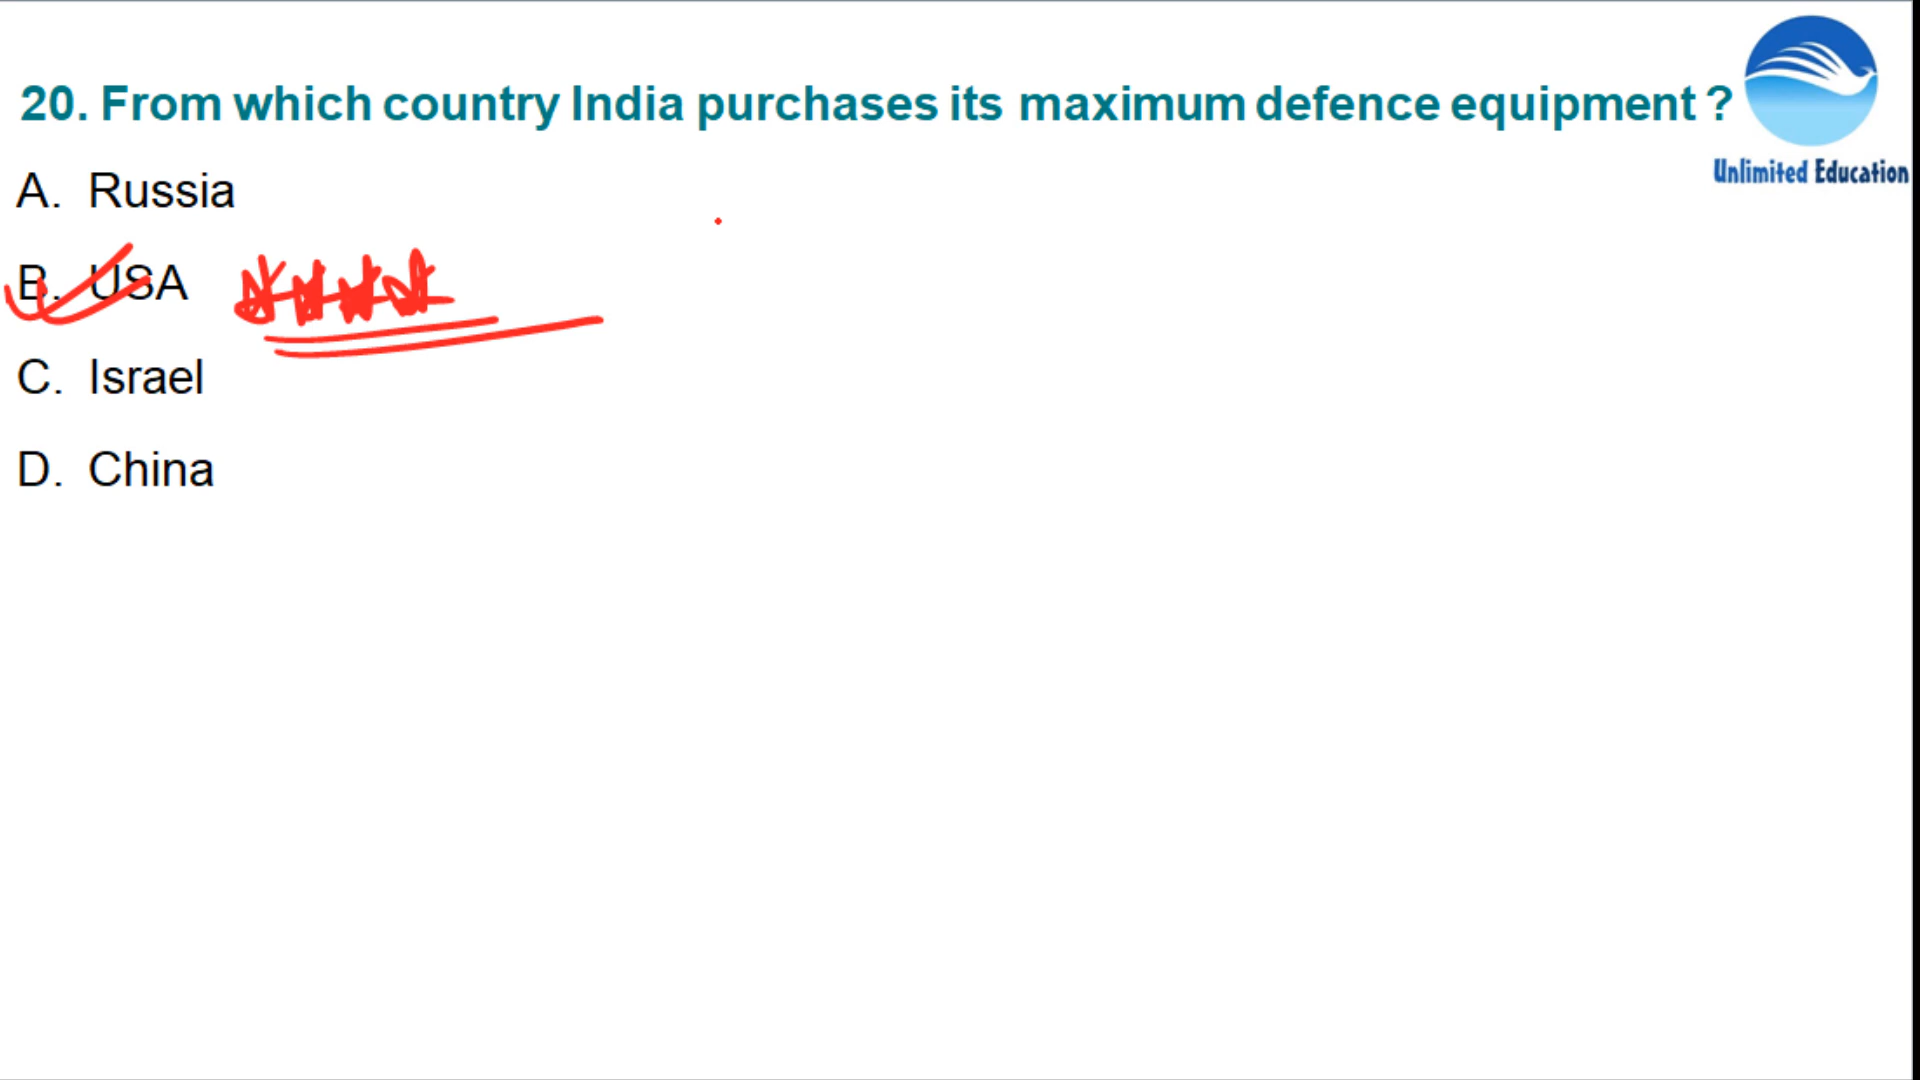 20. From which country India purchases its maximum defence equipment ?
Unlimited Education
A. Russia
B. USA
C. Israel
D. China